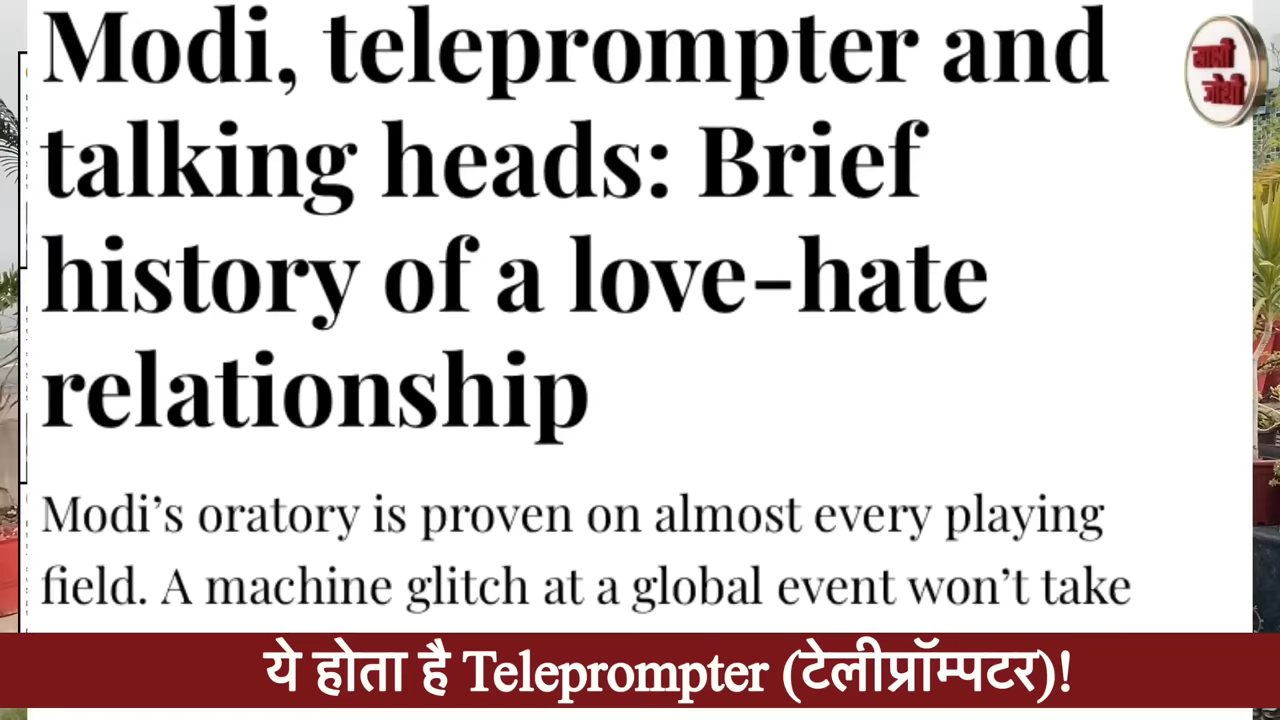 Modi, teleprompter and
talking heads: Brief
history of a love-hate
relationship
Modi’s oratory is proven on almost every playing
field. A machine glitch at a global event won’t take
ये होता है Teleprompter (टेलीप्रॉम्पटर)!
साक्षी
जोशी